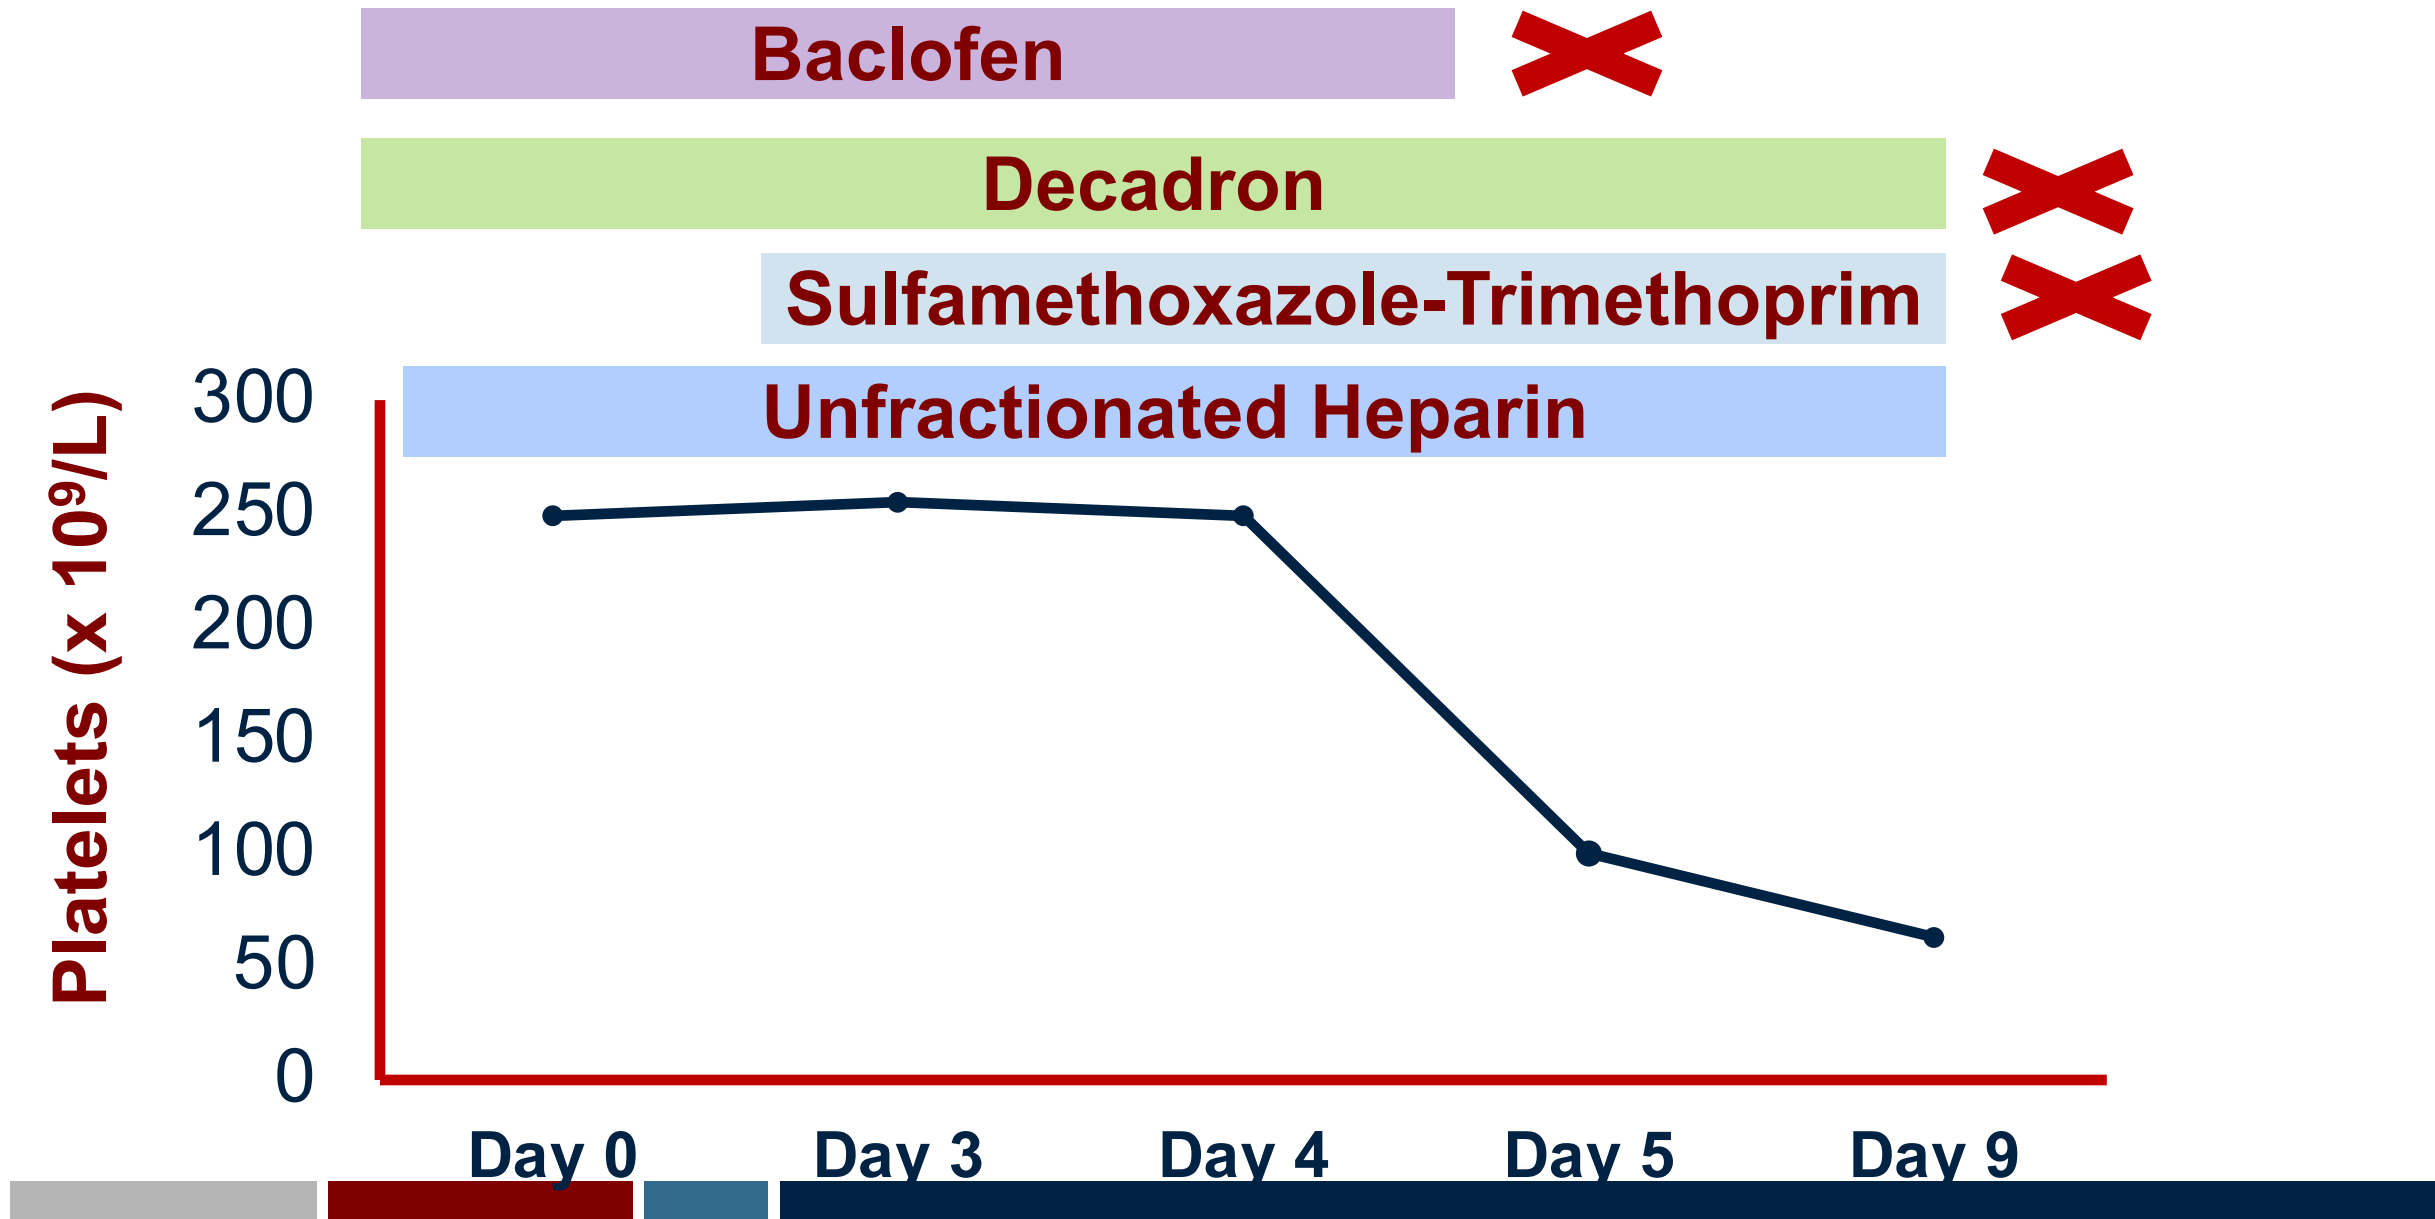 Baclofen
Decadron
Sulfamethoxazole-Trimethoprim
Unfractionated Heparin
Platelets (x 10⁹/L)
300
250
200
150
100
50
0
Day 0 Day 3 Day 4 Day 5 Day 9